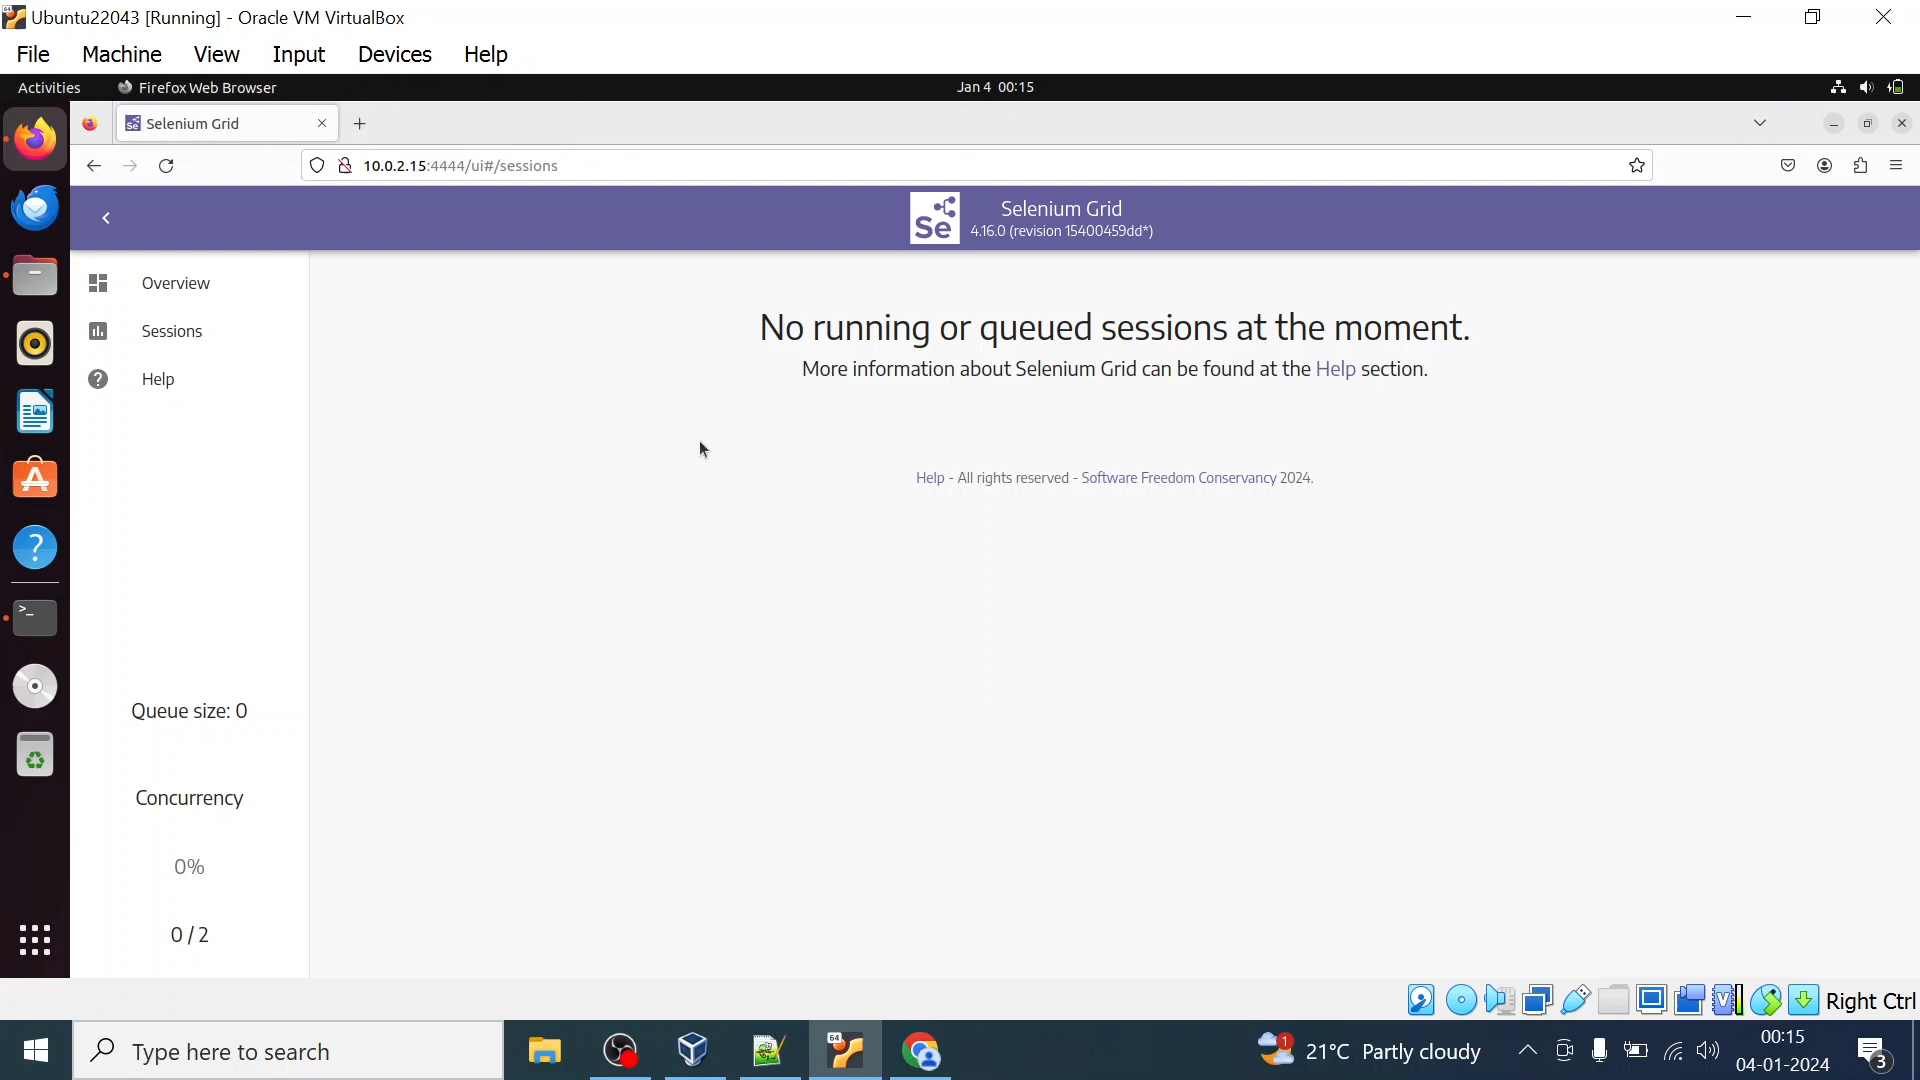 Ubuntu22043 [Running] - Oracle VM VirtualBox
File Machine View Input Devices Help
Activities Firefox Web Browser Jan 4 00:15
Se Selenium Grid
10.0.2.15:4444/ui#/sessions
Se
Selenium Grid
4.16.0 (revision 15400459dd*)
Overview
Sessions
Help
No running or queued sessions at the moment.
More information about Selenium Grid can be found at the Help section.
Help - All rights reserved - Software Freedom Conservancy 2024.
Queue size: 0
Concurrency
0%
0 / 2
Right Ctrl
Type here to search
64
1
21°C Partly cloudy
00:15
04-01-2024
3